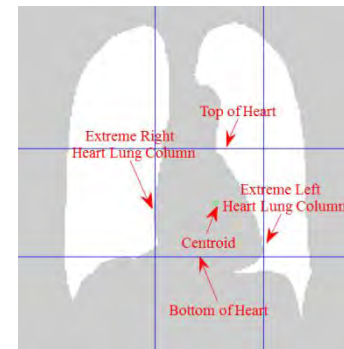 Top of Heart
Extreme Right
Heart Lung Column
Extreme Left
Heart Lung Column
Centroid
Bottom of Heart